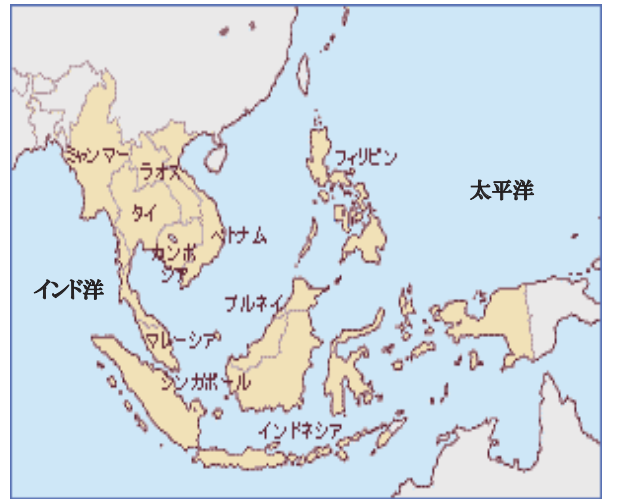 ミャンマー
ラオス
フィリピン
太平洋
タイ
ベトナム
カンボ
ジア
インド洋
ブルネイ
マレーシア
シンガポール
インドネシア